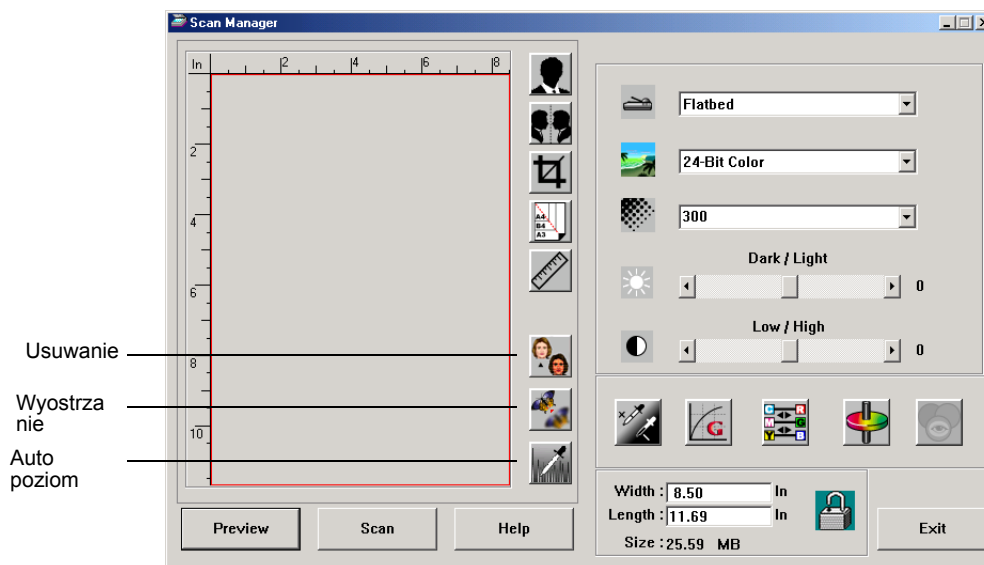 Scan Manager
In 2 4 6 8
2
4
6
8
10
A4
B4
A3
Usuwanie
Wyostrza
nie
Auto
poziom
Preview Scan Help
Flatbed
24-Bit Color
300
Dark / Light
0
Low / High
0
G
C R
M G
Y B
Width : 8.50 In
Length : 11.69 In
Size : 25.59 MB
Exit